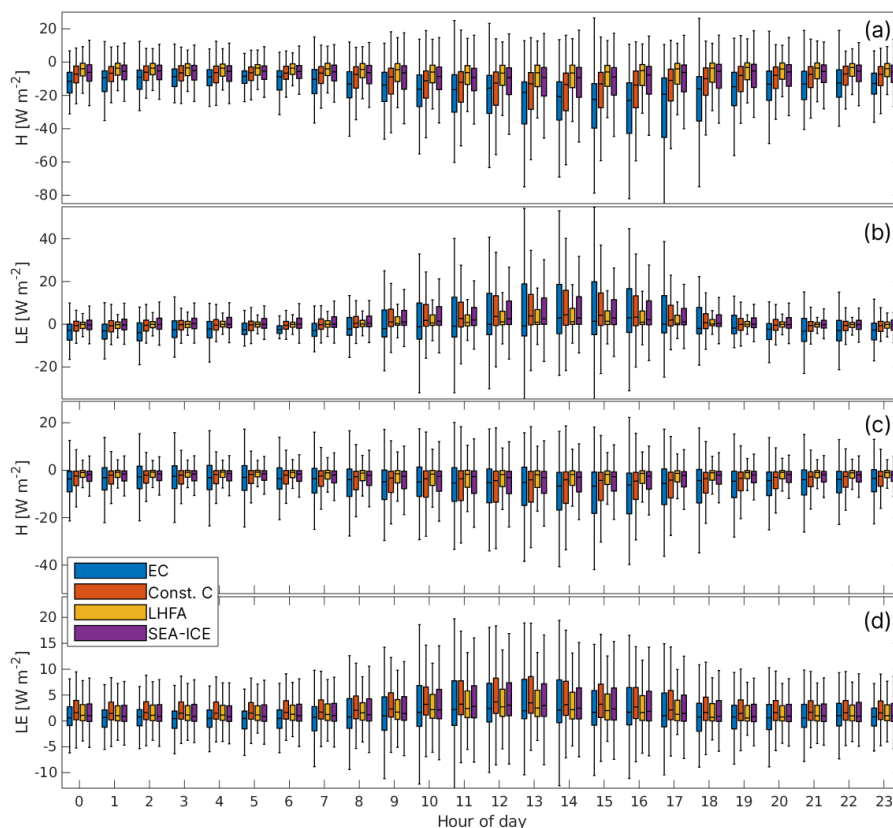 (a)
H [W m-2]
20
0
-20
-40
-60
-80
(b)
LE [W m-2]
40
20
0
-20
(c)
H [W m-2]
20
0
-20
-40
EC
Const. C
LHFA
SEA-ICE
(d)
LE [W m-2]
20
15
10
5
0
-5
-10
0 1 2 3 4 5 6 7 8 9 10 11 12 13 14 15 16 17 18 19 20 21 22 23
Hour of day